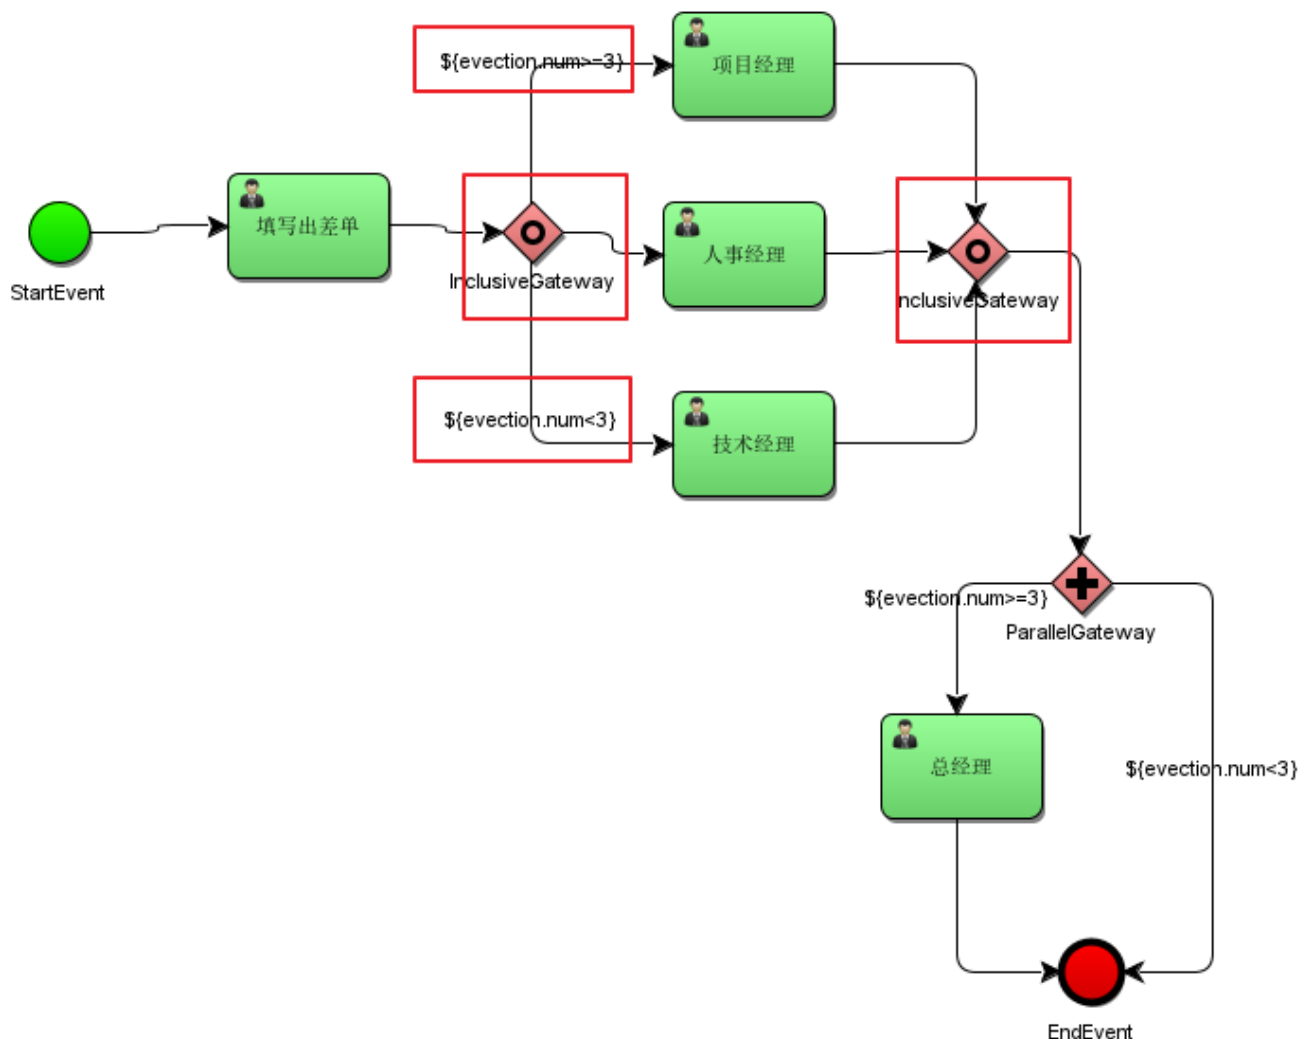 ${evection.num>=3}
项目经理
填写出差单
人事经理
StartEvent
InclusiveGateway
nclusiveGateway
${evection.num<3}
技术经理
${evection.num>=3}
ParallelGateway
总经理
${evection.num<3}
EndEvent